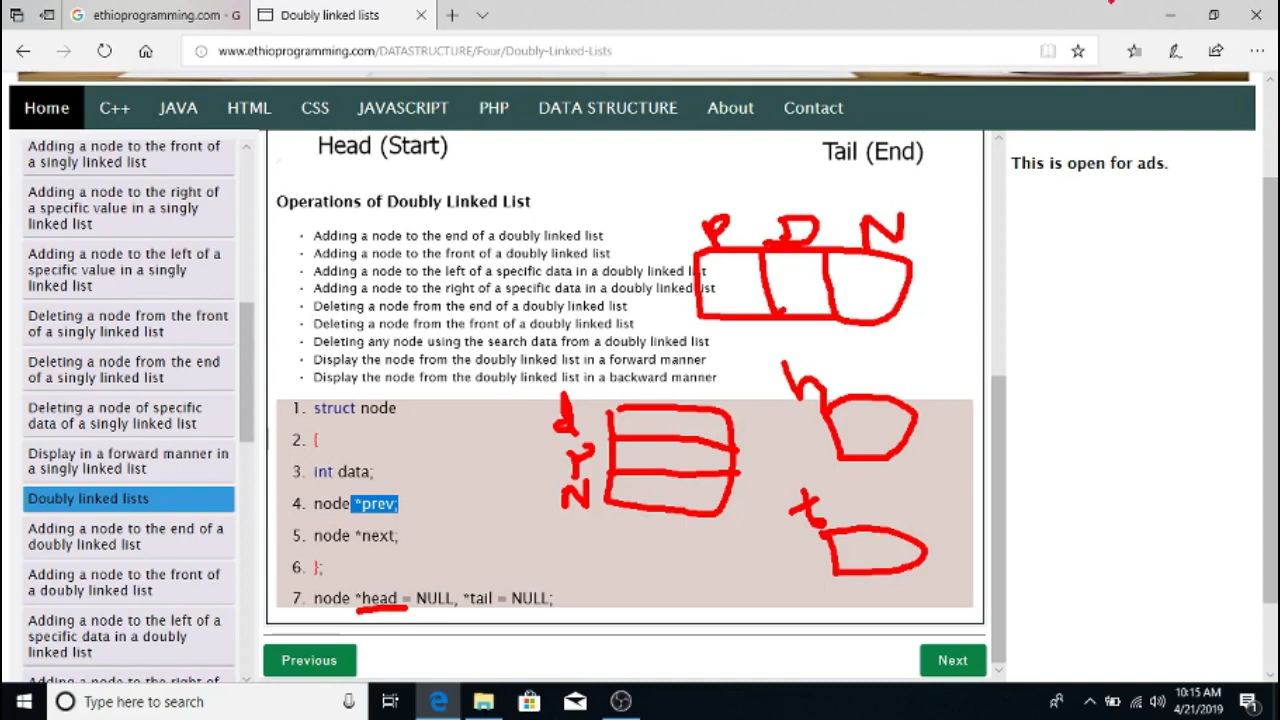 ethioprogramming.com - G
Doubly linked lists
www.ethioprogramming.com/DATASTRUCTURE/Four/Doubly-Linked-Lists
Home C++ JAVA HTML CSS JAVASCRIPT PHP DATA STRUCTURE About Contact
Adding a node to the front of
a singly linked list
Adding a node to the right of
a specific value in a singly
linked list
Adding a node to the left of a
specific value in a singly
linked list
Deleting a node from the front
of a singly linked list
Deleting a node from the end
of a singly linked list
Deleting a node of specific
data of a singly linked list
Display in a forward manner in
a singly linked list
Doubly linked lists
Adding a node to the end of a
doubly linked list
Adding a node to the front of
a doubly linked list
Adding a node to the left of a
specific data in a doubly
linked list
Adding a node to the right of
Head (Start)
Tail (End)
Operations of Doubly Linked List
· Adding a node to the end of a doubly linked list
· Adding a node to the front of a doubly linked list
· Adding a node to the left of a specific data in a doubly linked list
· Adding a node to the right of a specific data in a doubly linked list
· Deleting a node from the end of a doubly linked list
· Deleting a node from the front of a doubly linked list
· Deleting any node using the search data from a doubly linked list
· Display the node from the doubly linked list in a forward manner
· Display the node from the doubly linked list in a backward manner
P D N
h
d
P
N
t
1. struct node
2. {
3. int data;
4. node *prev;
5. node *next;
6. };
7. node *head = NULL, *tail = NULL;
Previous
Next
This is open for ads.
Type here to search
10:15 AM
4/21/2019
1